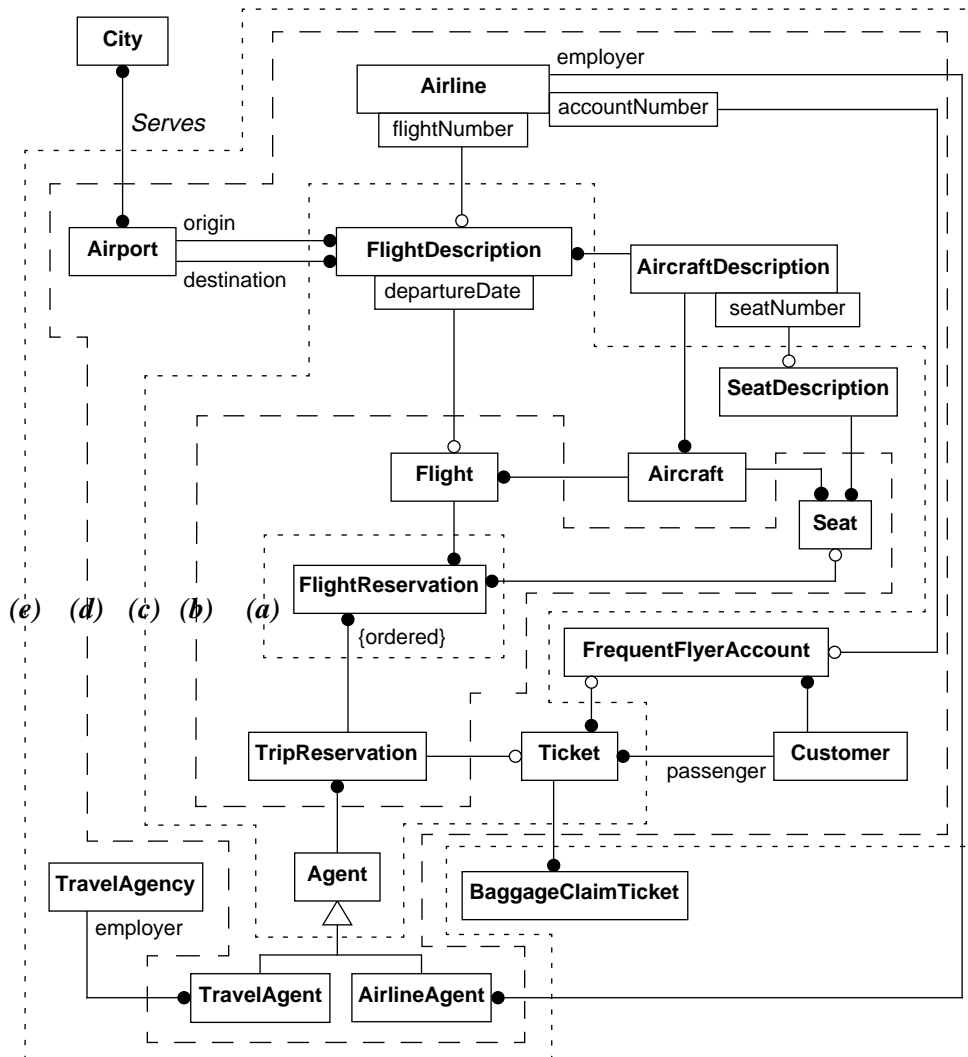 City
employer
Airline
accountNumber
flightNumber
Serves
origin
Airport
FlightDescription
destination
departureDate
AircraftDescription
seatNumber
SeatDescription
Flight
Aircraft
Seat
FlightReservation
(e)
(d)
(c)
(b)
(a)
{ordered}
FrequentFlyerAccount
TripReservation
Ticket
Customer
passenger
Agent
TravelAgency
BaggageClaimTicket
employer
TravelAgent
AirlineAgent